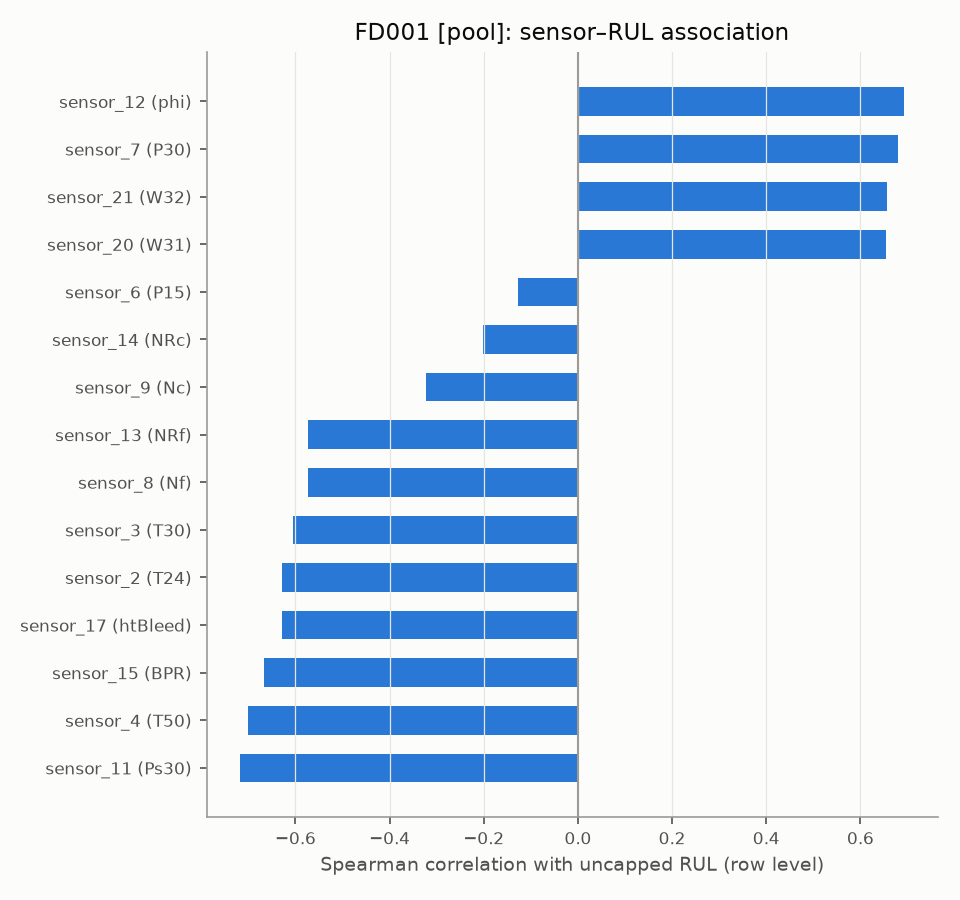 FD001 [pool]: sensor–RUL association
sensor_12 (phi)
sensor_7 (P30)
sensor_21 (W32)
sensor_20 (W31)
sensor_6 (P15)
sensor_14 (NRc)
sensor_9 (Nc)
sensor_13 (NRf)
sensor_8 (Nf)
sensor_3 (T30)
sensor_2 (T24)
sensor_17 (htBleed)
sensor_15 (BPR)
sensor_4 (T50)
sensor_11 (Ps30)
−0.6 −0.4 −0.2 0.0 0.2 0.4 0.6
Spearman correlation with uncapped RUL (row level)